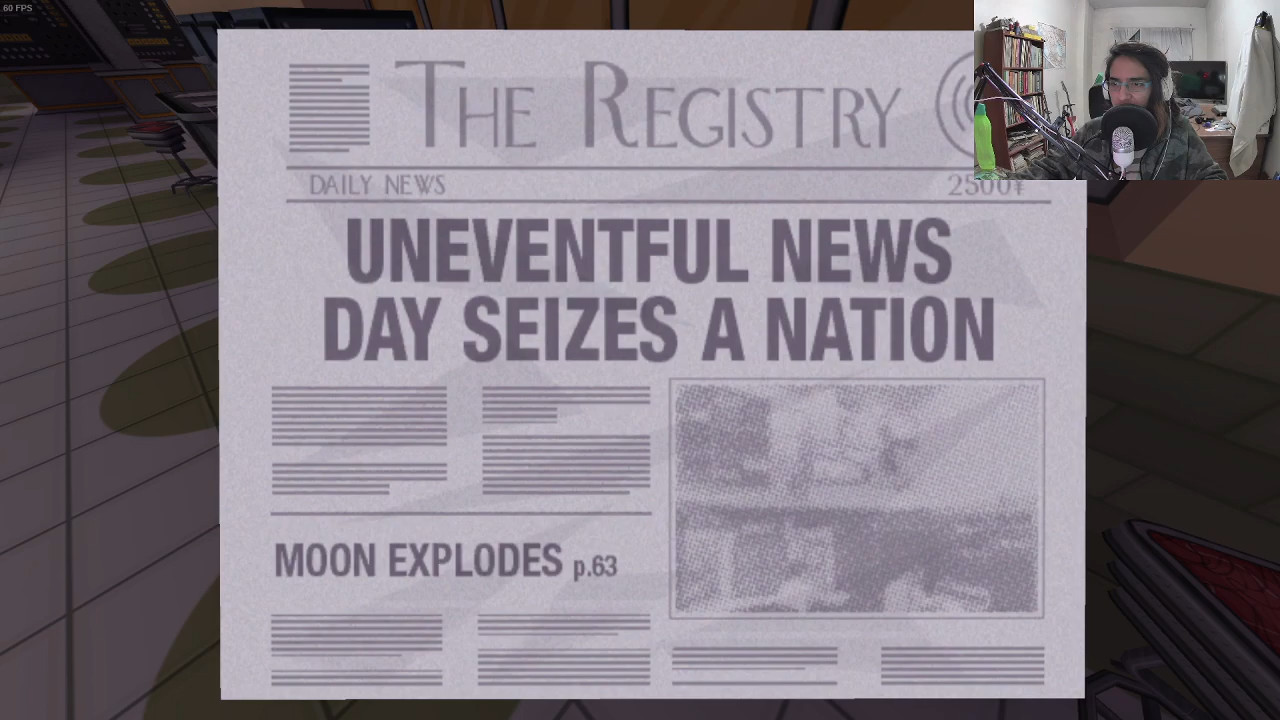 60 FPS
THE REGISTRY
DAILY NEWS 2500¥
UNEVENTFUL NEWS
DAY SEIZES A NATION
MOON EXPLODES p.63